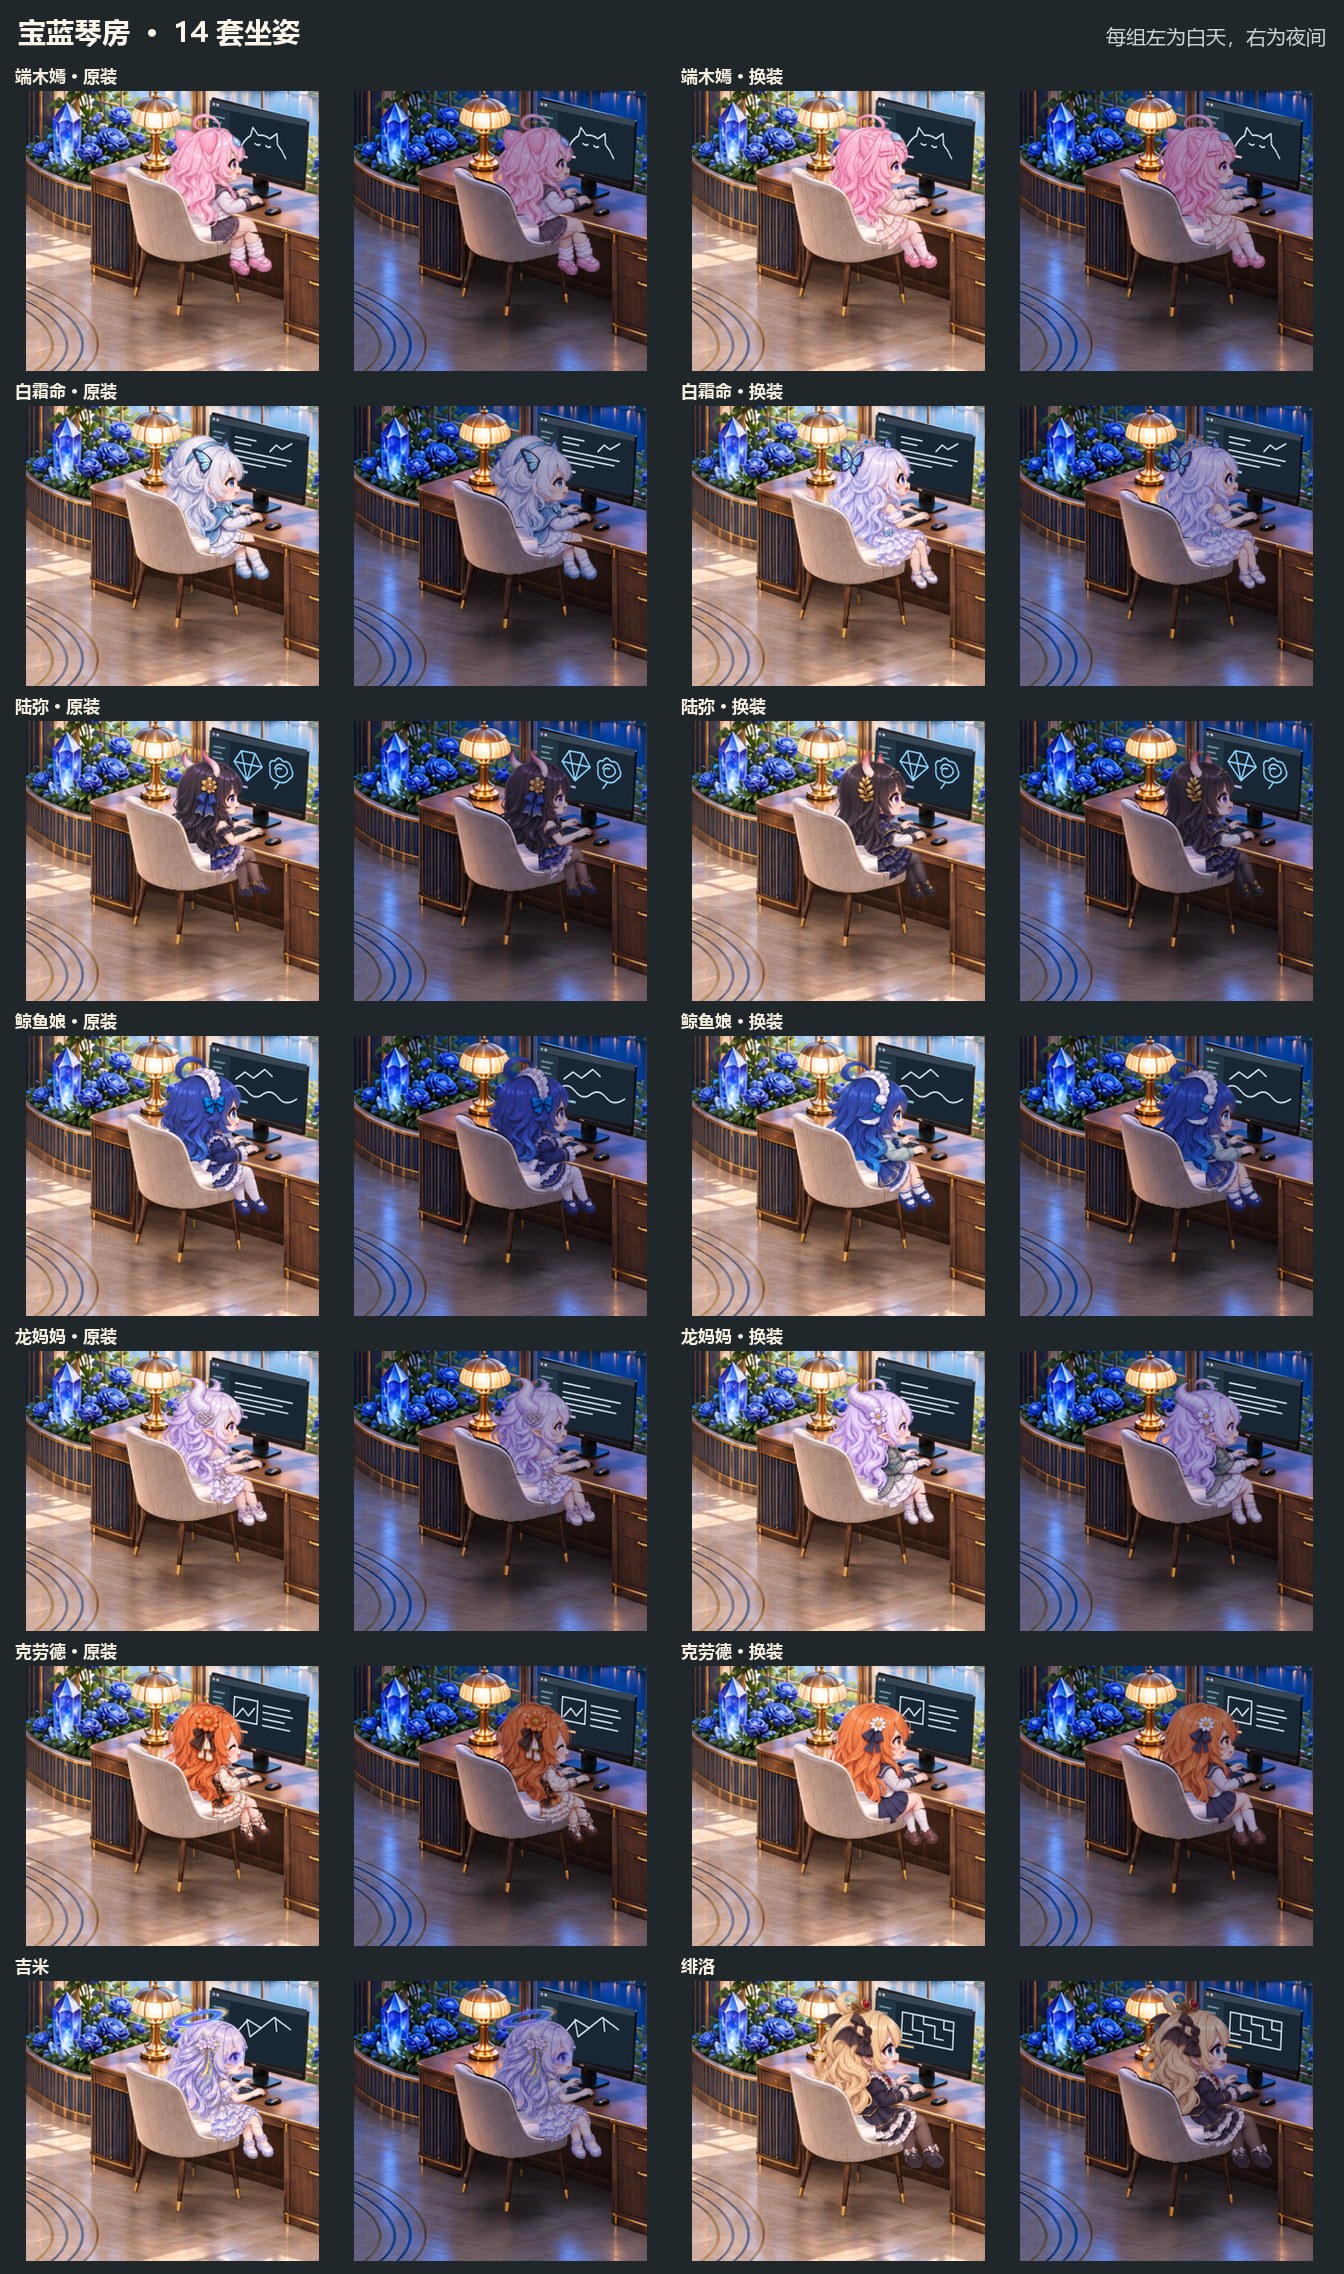 宝蓝琴房 • 14 套坐姿
每组左为白天，右为夜间
端木嫣 • 原装
端木嫣 • 换装
白霜命 • 原装
白霜命 • 换装
陆弥 • 原装
陆弥 • 换装
鲸鱼娘 • 原装
鲸鱼娘 • 换装
龙妈妈 • 原装
龙妈妈 • 换装
克劳德 • 原装
克劳德 • 换装
吉米
绯洛